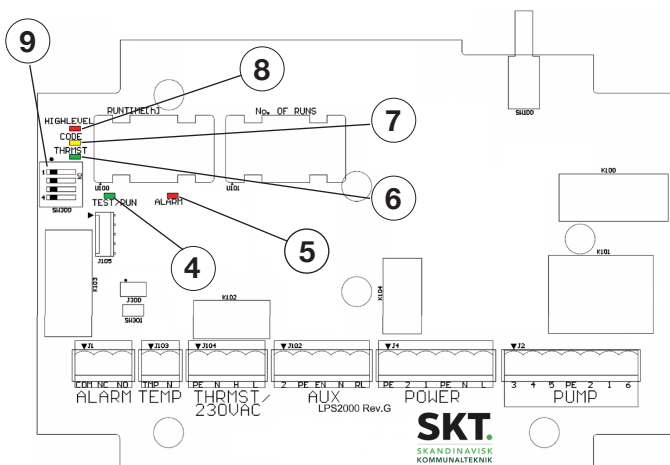 9
8
7
6
4
5
RUNTIME[h]
No. OF RUNS
HIGHLEVEL
CODE
THRMST
SW100
1
4
SW300
U100
U101
TEST/RUN
ALARM
J105
K100
K101
K103
J300
SW301
K102
K104
J1
J103
J104
J102
J4
J2
COM NC NO
TMP N
PE N H L
2 PE EN N RL
PE 2 1 PE N L
3 4 5 PE 2 1 6
ALARM
TEMP
THRMST/
230VAC
AUX
POWER
PUMP
LPS2000 Rev.G
SKT.
SKANDINAVISK
KOMMUNALTEKNIK